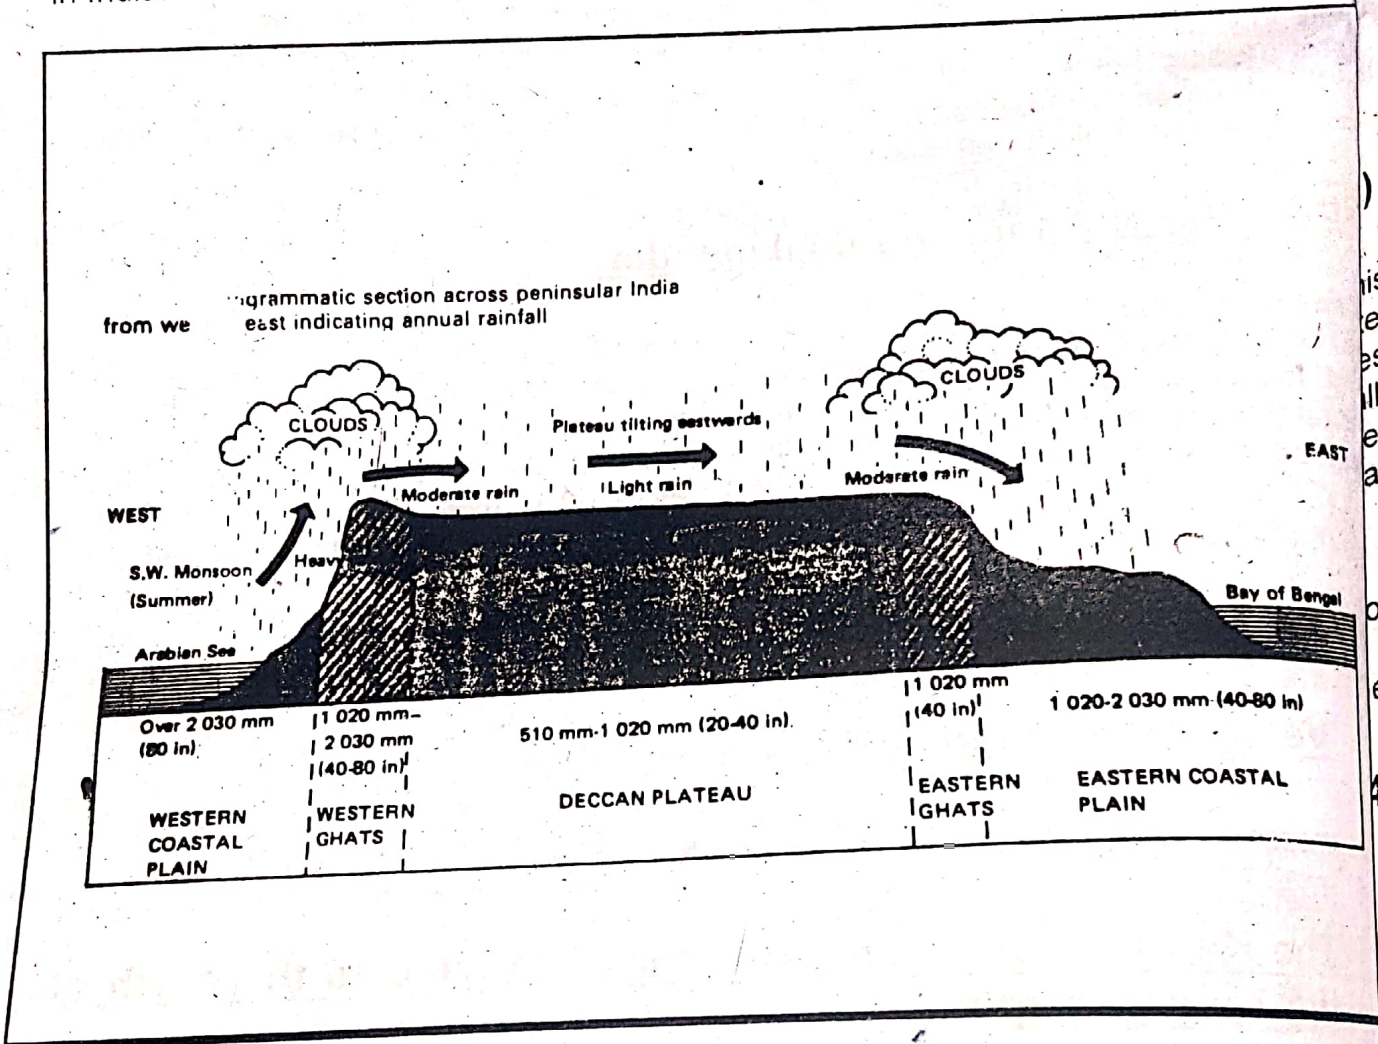 grammatic section across peninsular India
from we east indicating annual rainfall
CLOUDS
CLOUDS
Plateau tilting eastwards
EAST
Moderate rain
Light rain
Moderate rain
WEST
S.W. Monsoon
(Summer)
Heavy
Arabian Sea
Bay of Bengal
Over 2 030 mm
(80 in)
1 020 mm–
2 030 mm
(40-80 in)
510 mm-1 020 mm (20-40 in).
1 020 mm
(40 in)
1 020-2 030 mm (40-80 in)
WESTERN
COASTAL
PLAIN
WESTERN
GHATS
DECCAN PLATEAU
EASTERN
GHATS
EASTERN COASTAL
PLAIN